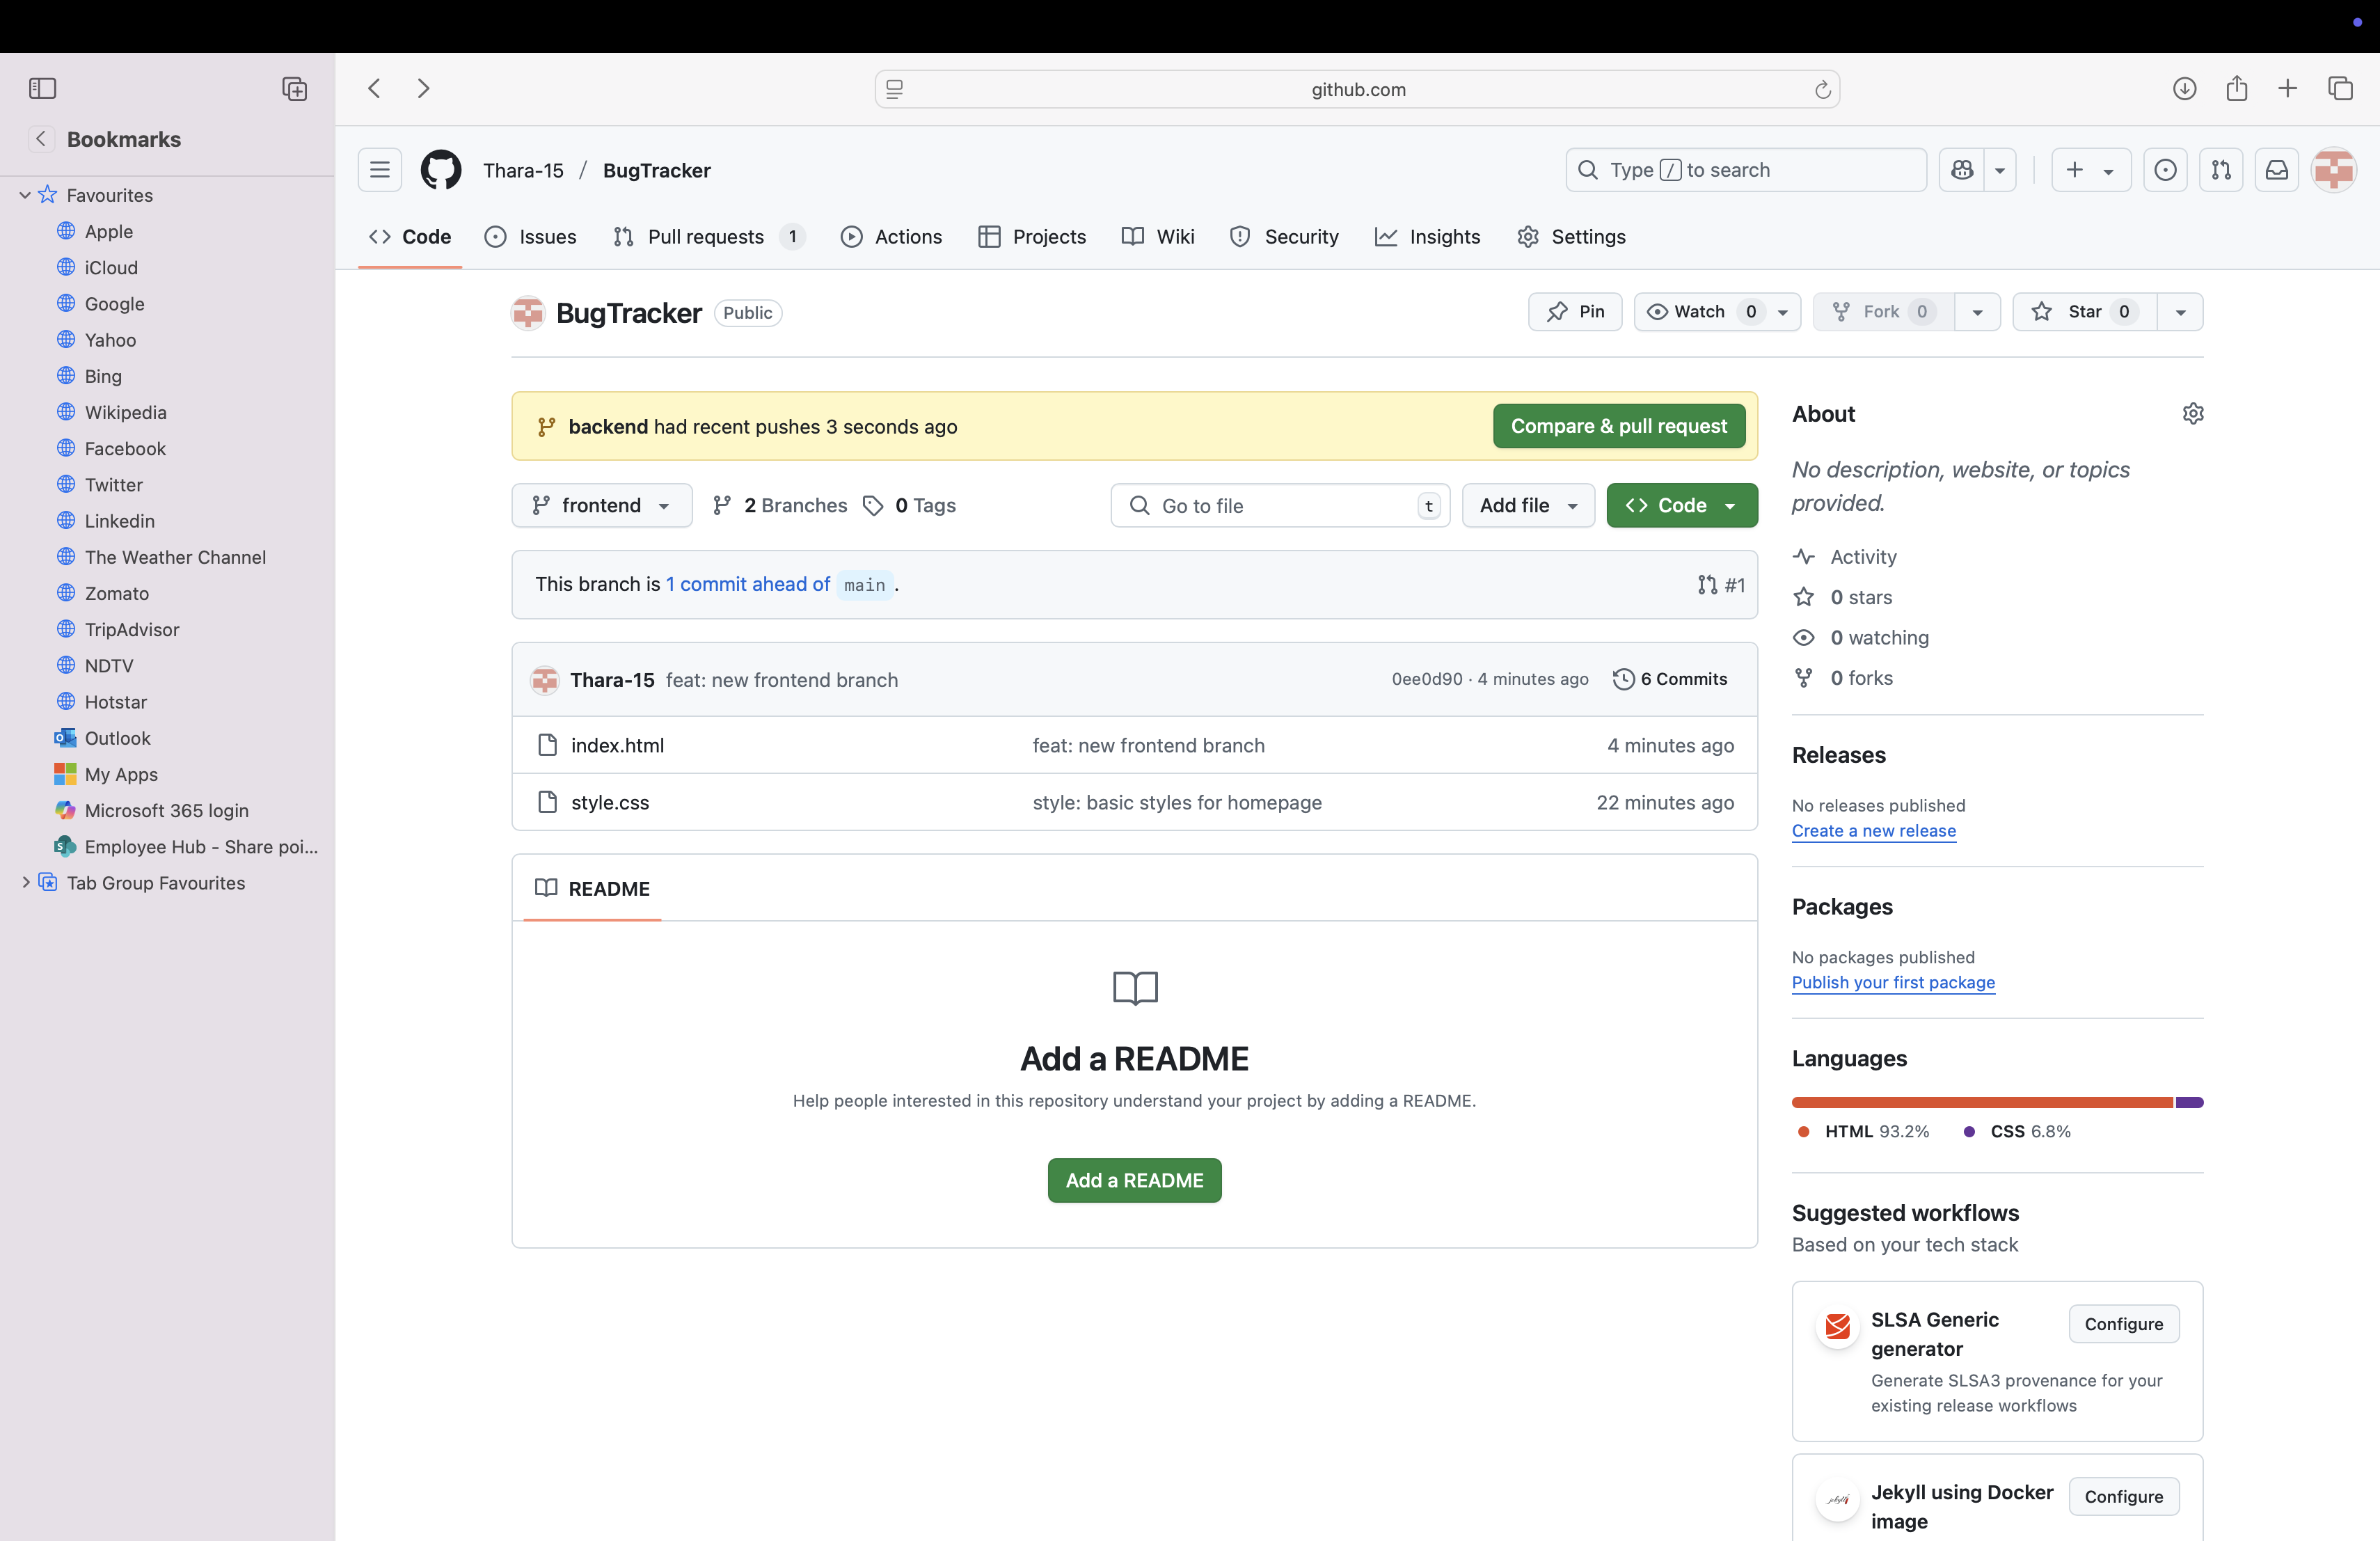 Bookmarks
Favourites
Apple
iCloud
Google
Yahoo
Bing
Wikipedia
Facebook
Twitter
Linkedin
The Weather Channel
Zomato
TripAdvisor
NDTV
Hotstar
Outlook
My Apps
Microsoft 365 login
Employee Hub - Share poi...
Tab Group Favourites
github.com
Thara-15 / BugTracker
Type / to search
Code
Issues
Pull requests 1
Actions
Projects
Wiki
Security
Insights
Settings
BugTracker Public
Pin
Watch 0
Fork 0
Star 0
backend had recent pushes 3 seconds ago
Compare & pull request
frontend
2 Branches
0 Tags
Go to file t
Add file
Code
This branch is 1 commit ahead of main .
#1
Thara-15 feat: new frontend branch 0ee0d90 · 4 minutes ago 6 Commits
index.html feat: new frontend branch 4 minutes ago
style.css style: basic styles for homepage 22 minutes ago
README
Add a README
Help people interested in this repository understand your project by adding a README.
Add a README
About
No description, website, or topics
provided.
Activity
0 stars
0 watching
0 forks
Releases
No releases published
Create a new release
Packages
No packages published
Publish your first package
Languages
HTML 93.2% CSS 6.8%
Suggested workflows
Based on your tech stack
SLSA Generic
generator
Configure
Generate SLSA3 provenance for your
existing release workflows
Jekyll using Docker
image
Configure